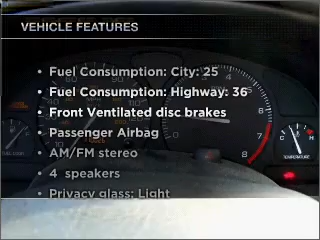 VEHICLE FEATURES
• Fuel Consumption: City: 25
• Fuel Consumption: Highway: 36
• Front Ventilated disc brakes
• Passenger Airbag
• AM/FM stereo
• 4 speakers
• Privacy glass: Light
TEMPERATURE